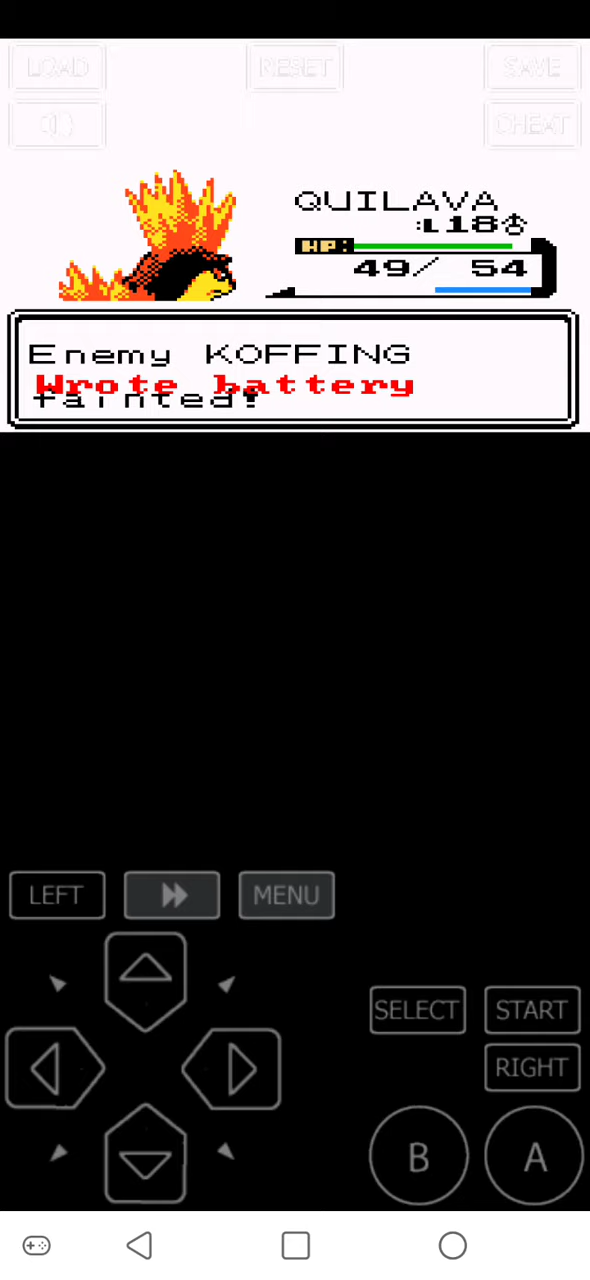 LOAD RESET SAVE
CHEAT
QUILAVA
:L18♂
HP:
49/ 54
Enemy KOFFING
Wrote battery
fainted!
LEFT MENU
SELECT START
RIGHT
B A